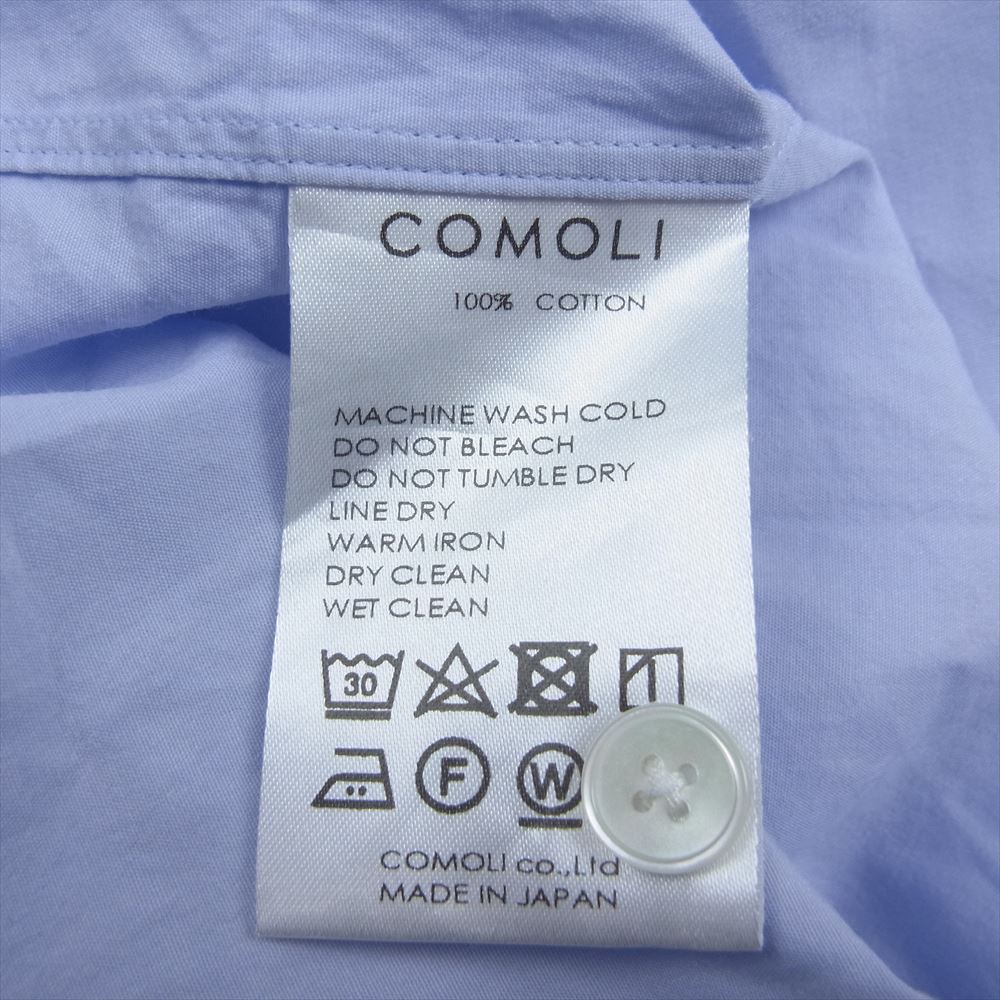 COMOLI
100% COTTON
MACHINE WASH COLD
DO NOT BLEACH
DO NOT TUMBLE DRY
LINE DRY
WARM IRON
DRY CLEAN
WET CLEAN
30
F W
COMOLI co.,Ltd
MADE IN JAPAN